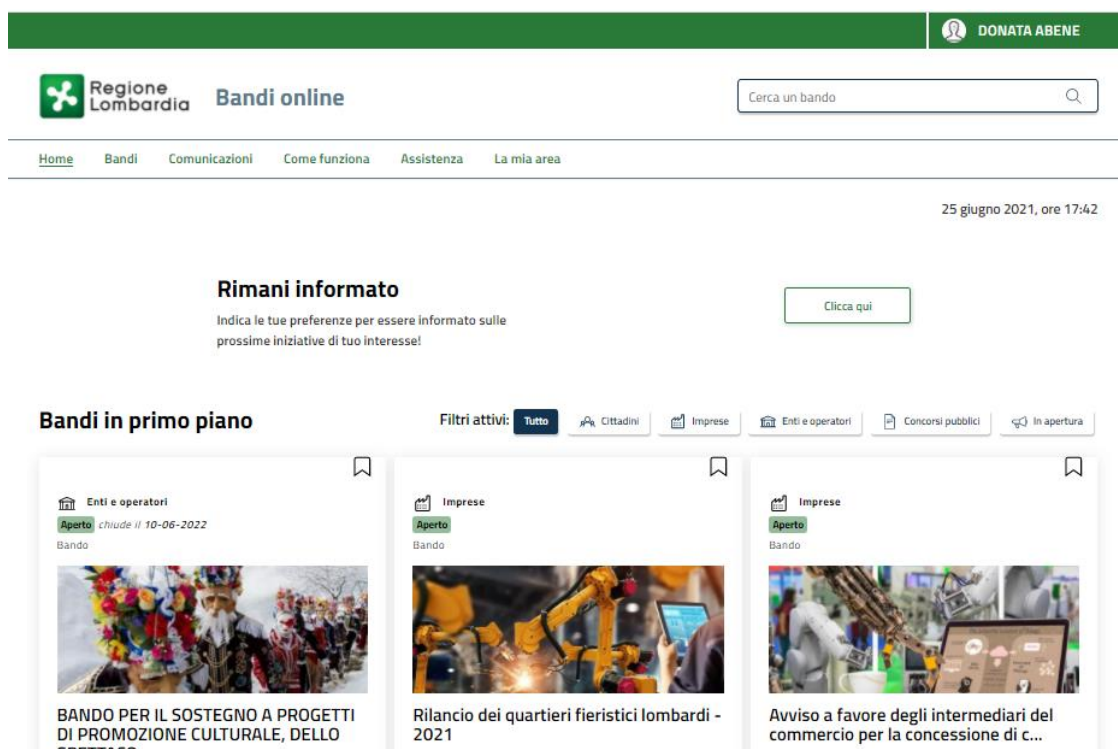 DONATA ABENE
Regione
Lombardia
Bandi online
Cerca un bando
Home Bandi Comunicazioni Come funziona Assistenza La mia area
25 giugno 2021, ore 17:42
Rimani informato
Indica le tue preferenze per essere informato sulle
prossime iniziative di tuo interesse!
Clicca qui
Bandi in primo piano
Filtri attivi: Tutto Cittadini Imprese Enti e operatori Concorsi pubblici In apertura
Enti e operatori
Aperto chiude il 10-06-2022
Bando
BANDO PER IL SOSTEGNO A PROGETTI
DI PROMOZIONE CULTURALE, DELLO
Imprese
Aperto
Bando
Rilancio dei quartieri fieristici lombardi -
2021
Imprese
Aperto
Bando
Avviso a favore degli intermediari del
commercio per la concessione di c...